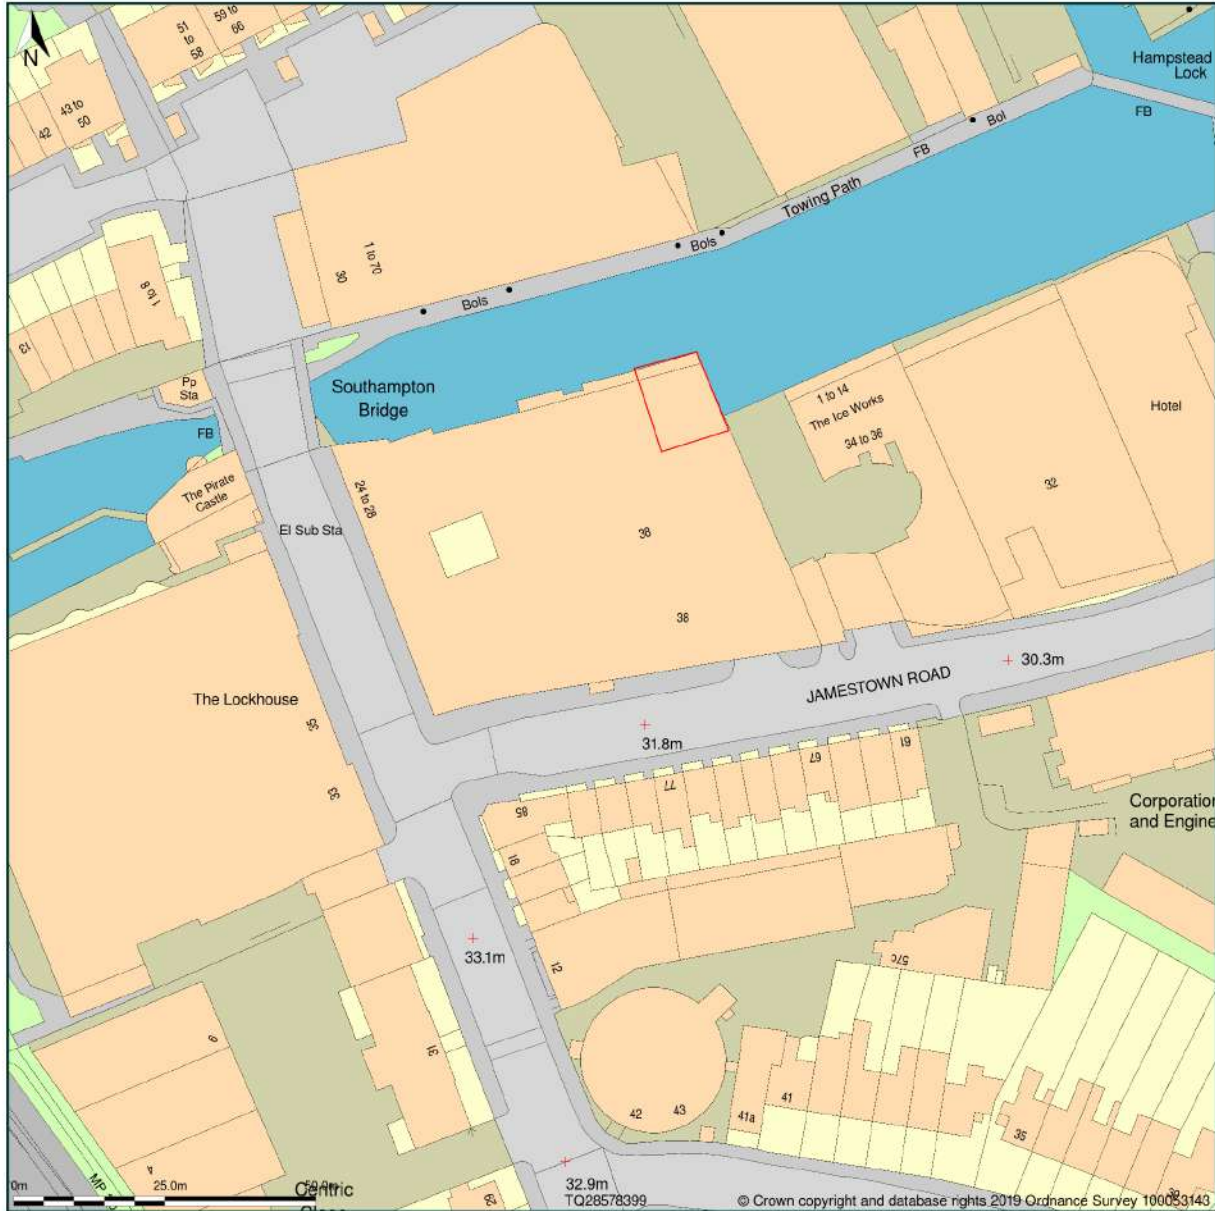 N
51
to
58
59 to
66
43 to
50
42
Hampstead
Lock
FB
Bol
FB
Towing Path
Bols
1 to 70
30
Bols
1 to 8
13
Pp
Sta
Southampton
Bridge
FB
The Pirate
Castle
1 to 14
The Ice Works
34 to 36
Hotel
32
24 to 28
El Sub Sta
38
38
30.3m
JAMESTOWN ROAD
The Lockhouse
35
33
31.8m
61
67
77
85
81
Corporation
and Engine
33.1m
12
57c
31
6
4
42
43
41a
41
35
29
32.9m
TQ28578399
0m
25.0m
50.0m
Centric
Close
© Crown copyright and database rights 2019 Ordnance Survey 100053143